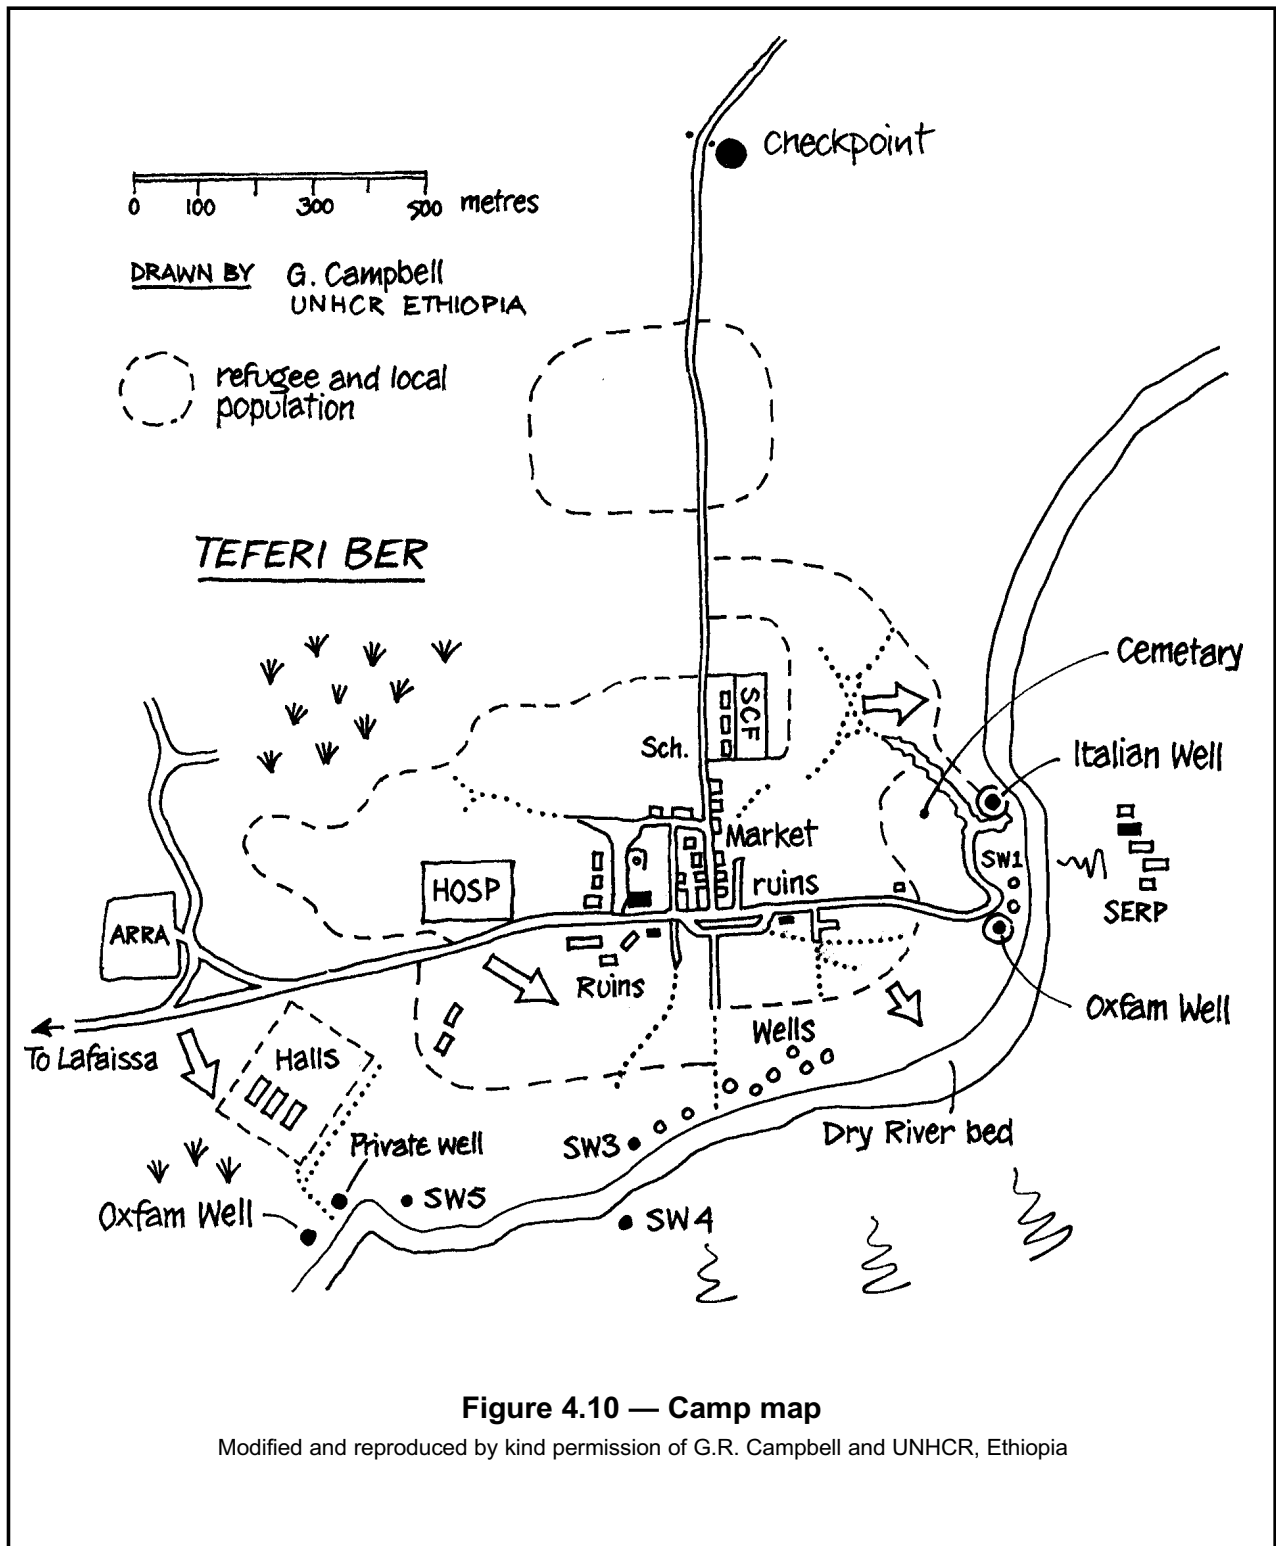 Checkpoint
0 100 300 500 metres
DRAWN BY G. Campbell
UNHCR ETHIOPIA
refugee and local
population
TEFERI BER
Cemetary
SCF
Sch.
Italian Well
Market
SW1
HOSP
ruins
SERP
ARRA
Ruins
Oxfam Well
Wells
To Lafaissa
Halls
Dry River bed
Private well
SW3
SW5
Oxfam Well
SW4
Figure 4.10 — Camp map
Modified and reproduced by kind permission of G.R. Campbell and UNHCR, Ethiopia